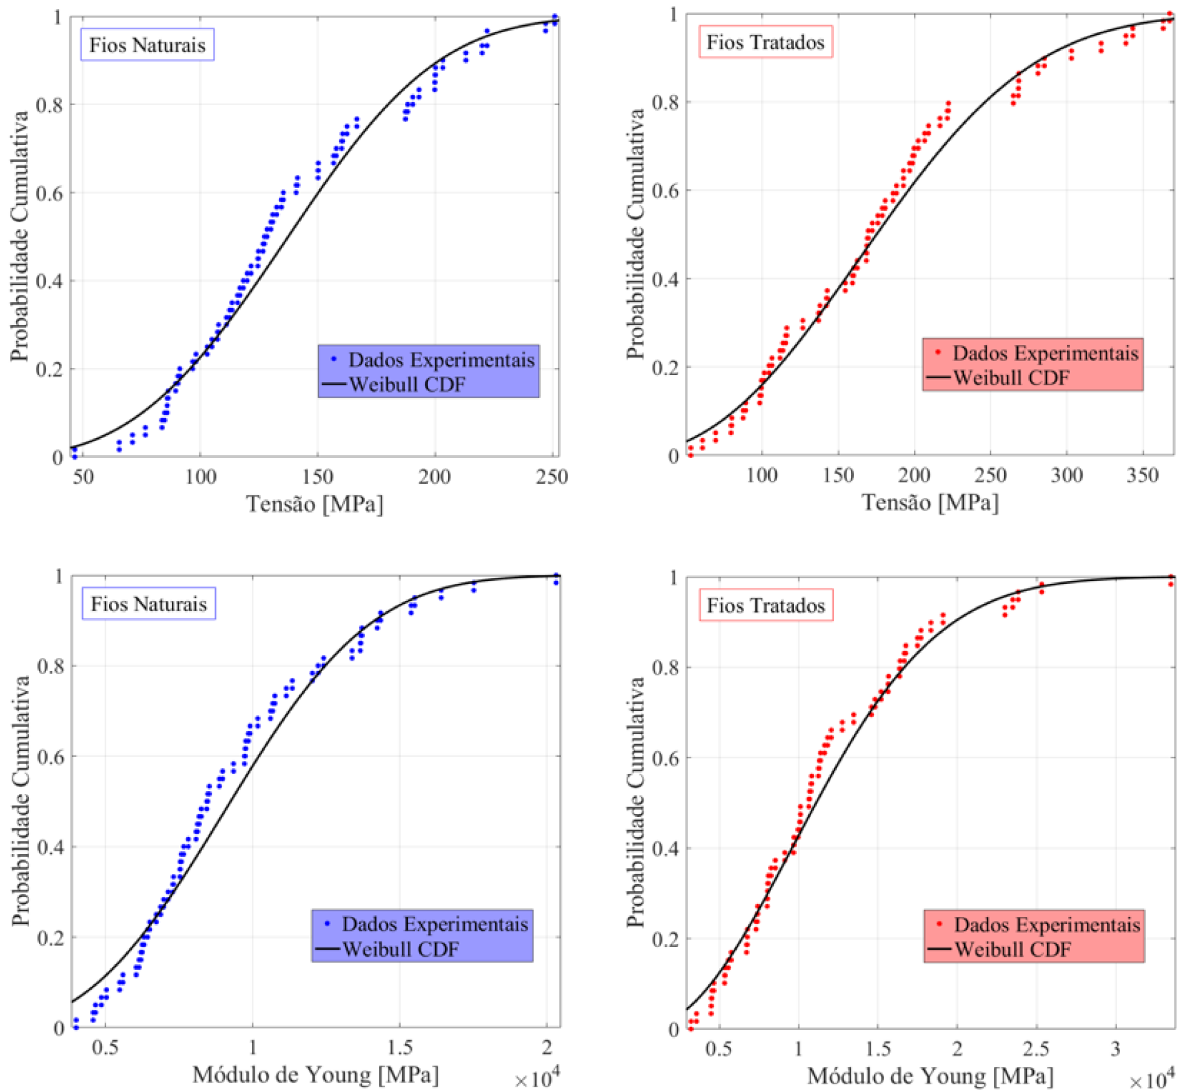 Fios Naturais
Probabilidade Cumulativa
1
0.8
0.6
0.4
0.2
0
Dados Experimentais
Weibull CDF
50
100
150
200
250
Tensão [MPa]
Fios Tratados
Probabilidade Cumulativa
1
0.8
0.6
0.4
0.2
0
Dados Experimentais
Weibull CDF
100
150
200
250
300
350
Tensão [MPa]
Fios Naturais
Probabilidade Cumulativa
1
0.8
0.6
0.4
0.2
0
Dados Experimentais
Weibull CDF
0.5
1
1.5
2
Módulo de Young [MPa]
×10⁴
Fios Tratados
Probabilidade Cumulativa
1
0.8
0.6
0.4
0.2
0
Dados Experimentais
Weibull CDF
0.5
1
1.5
2
2.5
3
Módulo de Young [MPa]
×10⁴